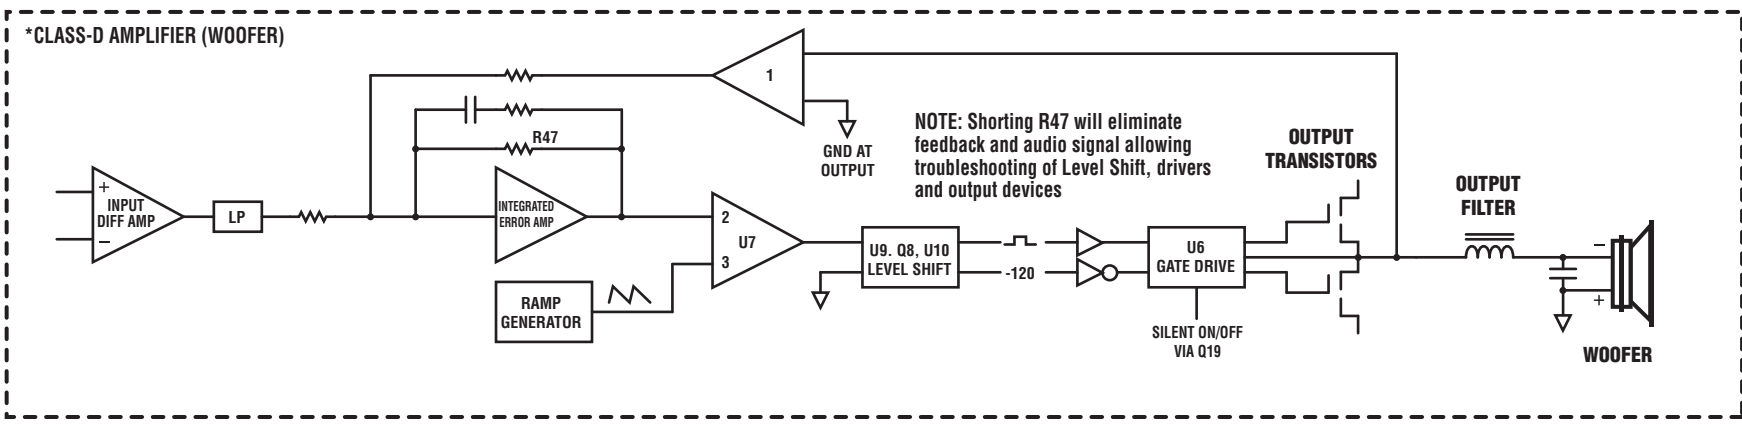 *CLASS-D AMPLIFIER (WOOFER)
1
GND AT
OUTPUT
NOTE: Shorting R47 will eliminate
feedback and audio signal allowing
troubleshooting of Level Shift, drivers
and output devices
R47
+
INPUT
DIFF AMP
–
LP
INTEGRATED
ERROR AMP
2
U7
3
RAMP
GENERATOR
U9. Q8, U10
LEVEL SHIFT
-120
U6
GATE DRIVE
SILENT ON/OFF
VIA Q19
OUTPUT
TRANSISTORS
OUTPUT
FILTER
–
+
WOOFER